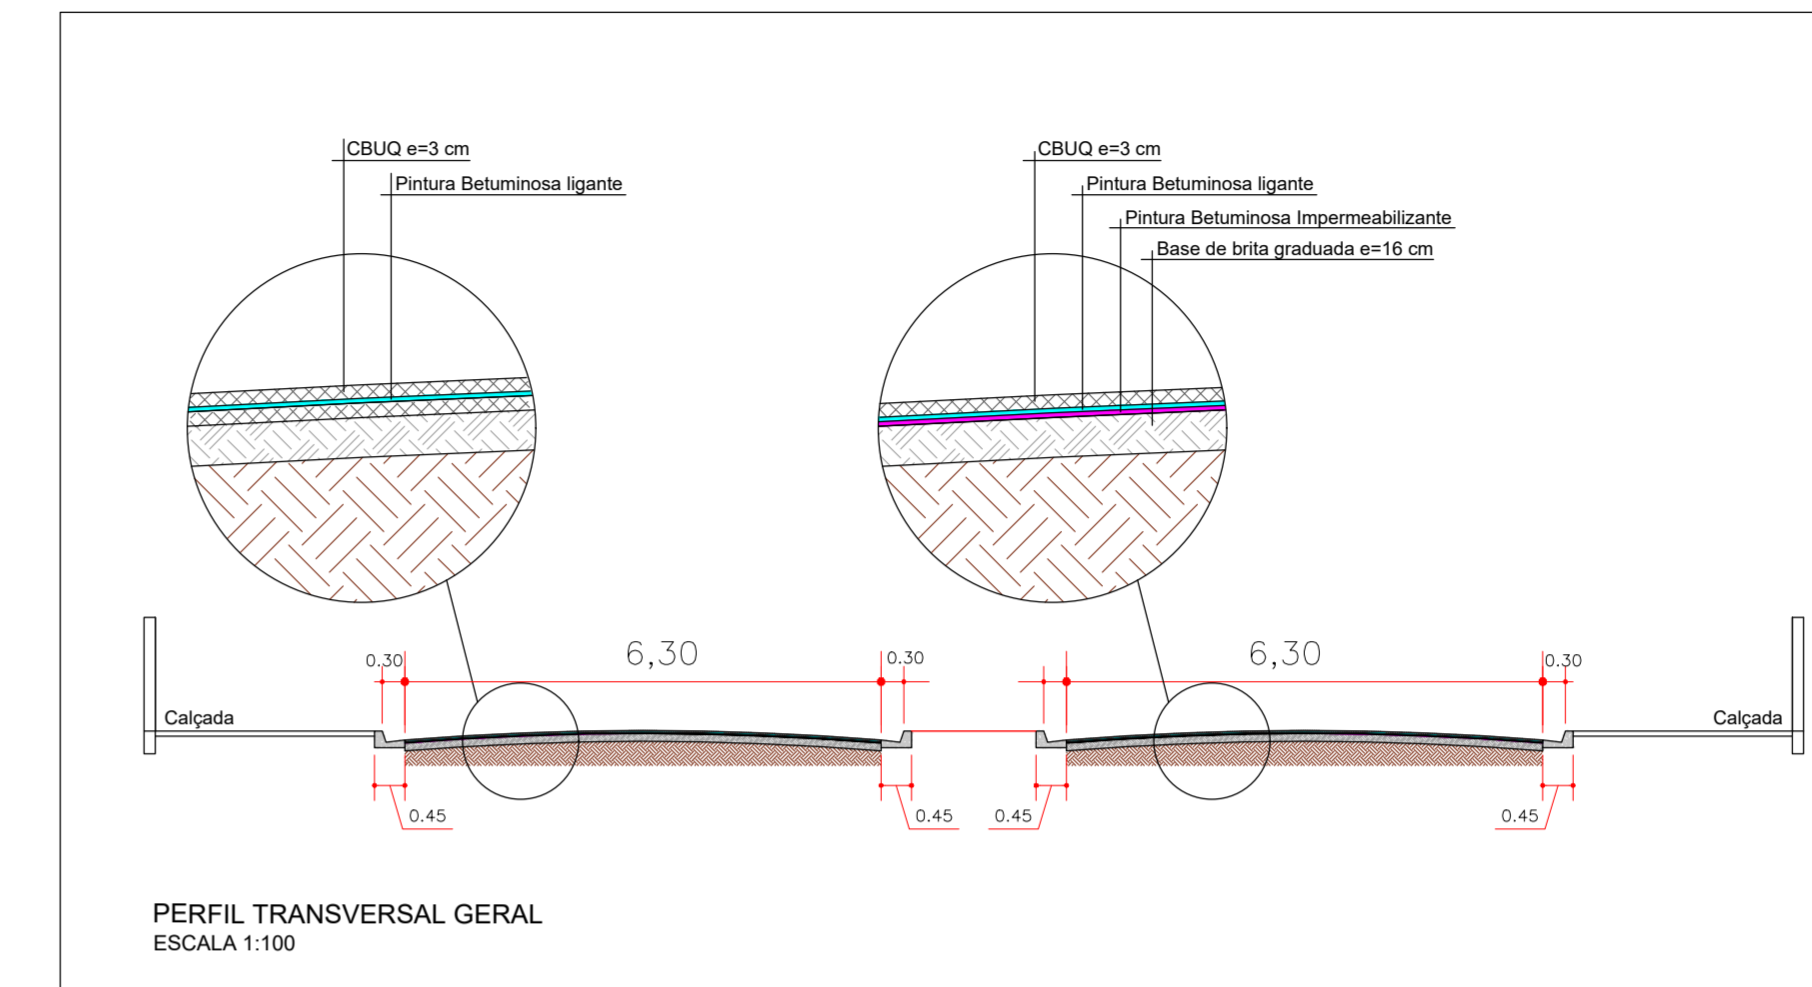 CBUQ e=3 cm
Pintura Betuminosa ligante
CBUQ e=3 cm
Pintura Betuminosa ligante
Pintura Betuminosa Impermeabilizante
Base de brita graduada e=16 cm
0.30
6,30
0.30
6,30
0.30
Calçada
Calçada
0.45
0.45
0.45
0.45
PERFIL TRANSVERSAL GERAL
ESCALA 1:100